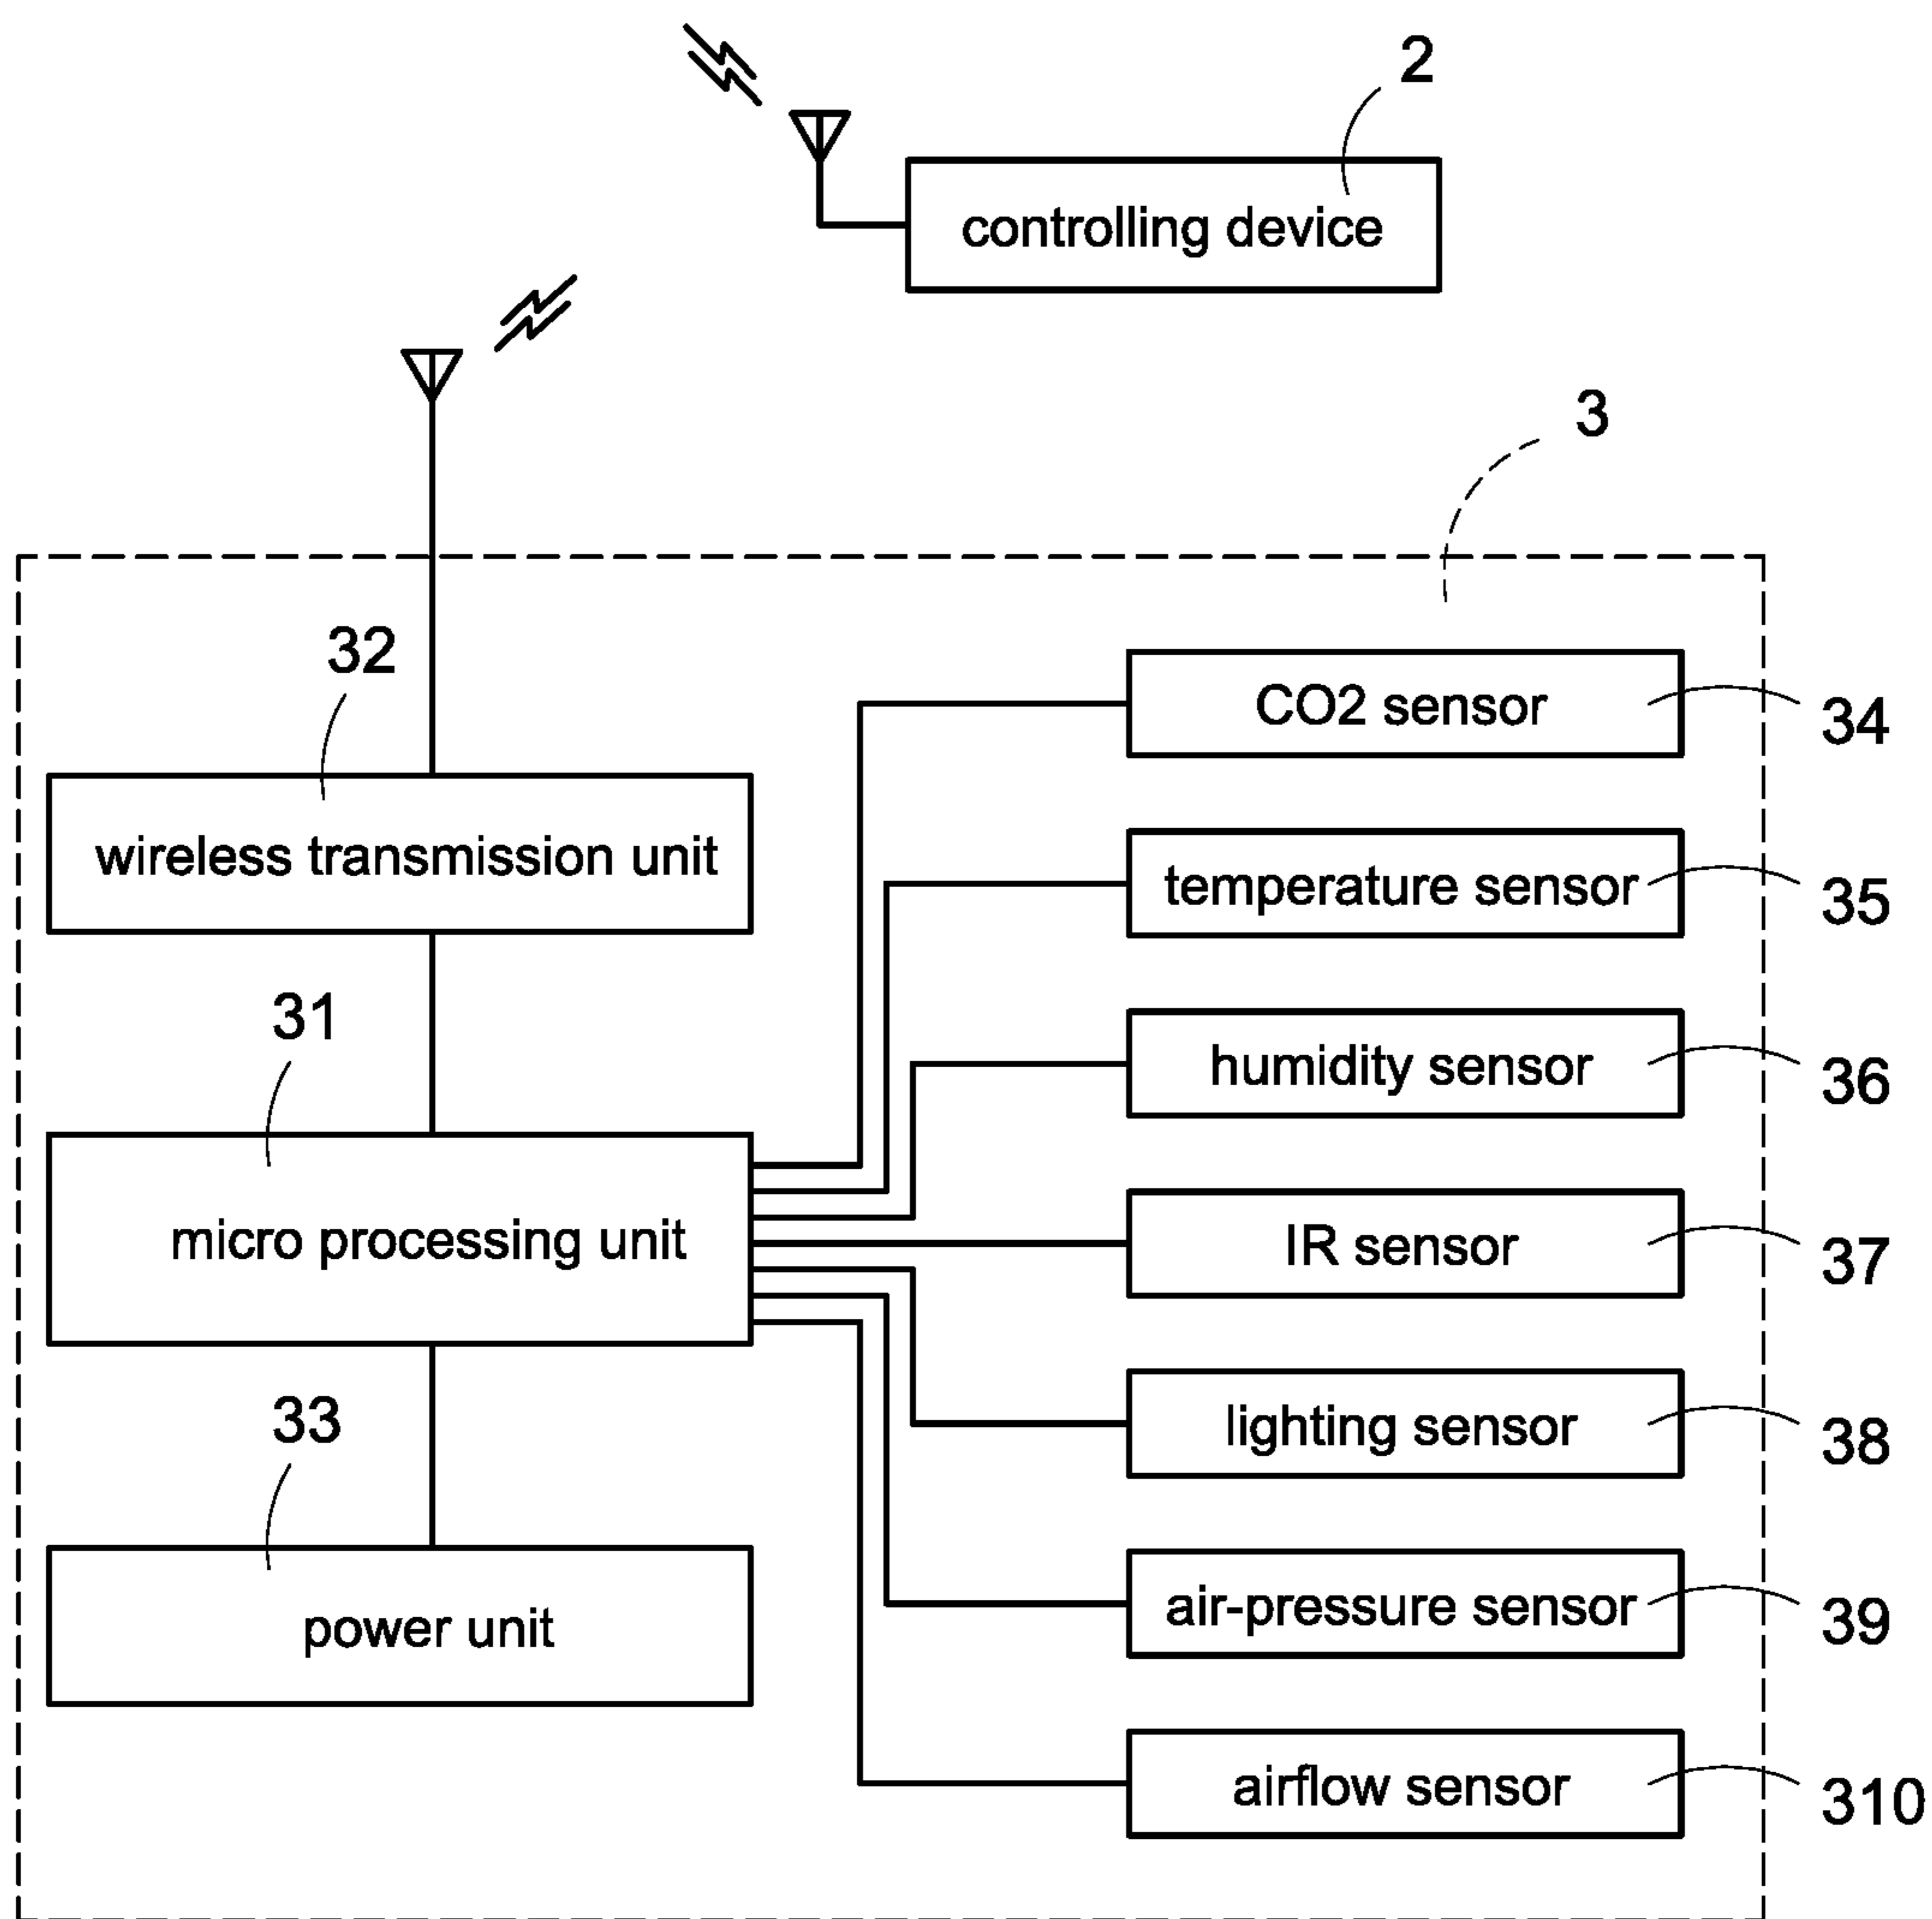 2
controlling device
3
32
CO2 sensor
34
wireless transmission unit
temperature sensor
35
31
humidity sensor
36
micro processing unit
IR sensor
37
33
lighting sensor
38
power unit
air-pressure sensor
39
airflow sensor
310